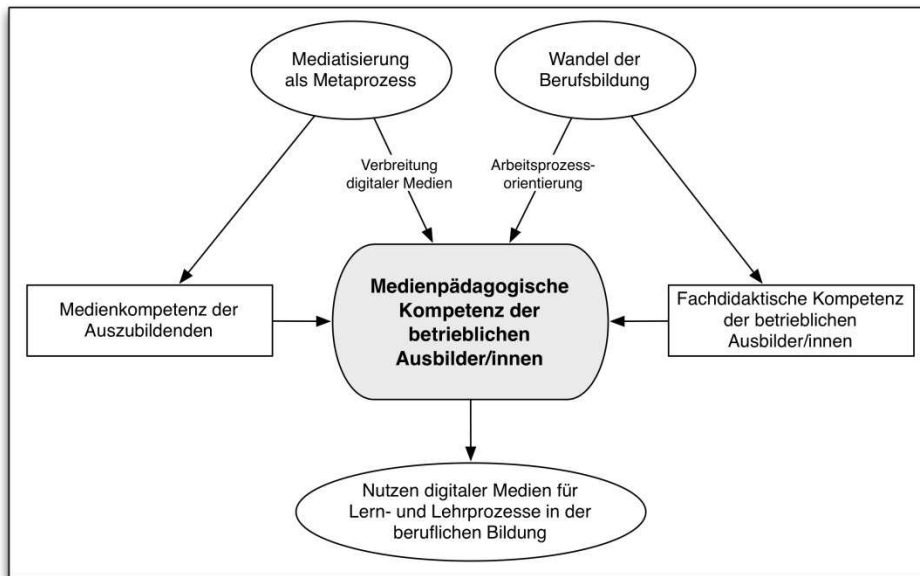 Mediatisierung
als Metaprozess
Wandel der
Berufsbildung
Verbreitung
digitaler Medien
Arbeitsprozess-
orientierung
Medienkompetenz der
Auszubildenden
Medienpädagogische
Kompetenz der
betrieblichen
Ausbilder/innen
Fachdidaktische Kompetenz
der betrieblichen
Ausbilder/innen
Nutzen digitaler Medien für
Lern- und Lehrprozesse in der
beruflichen Bildung